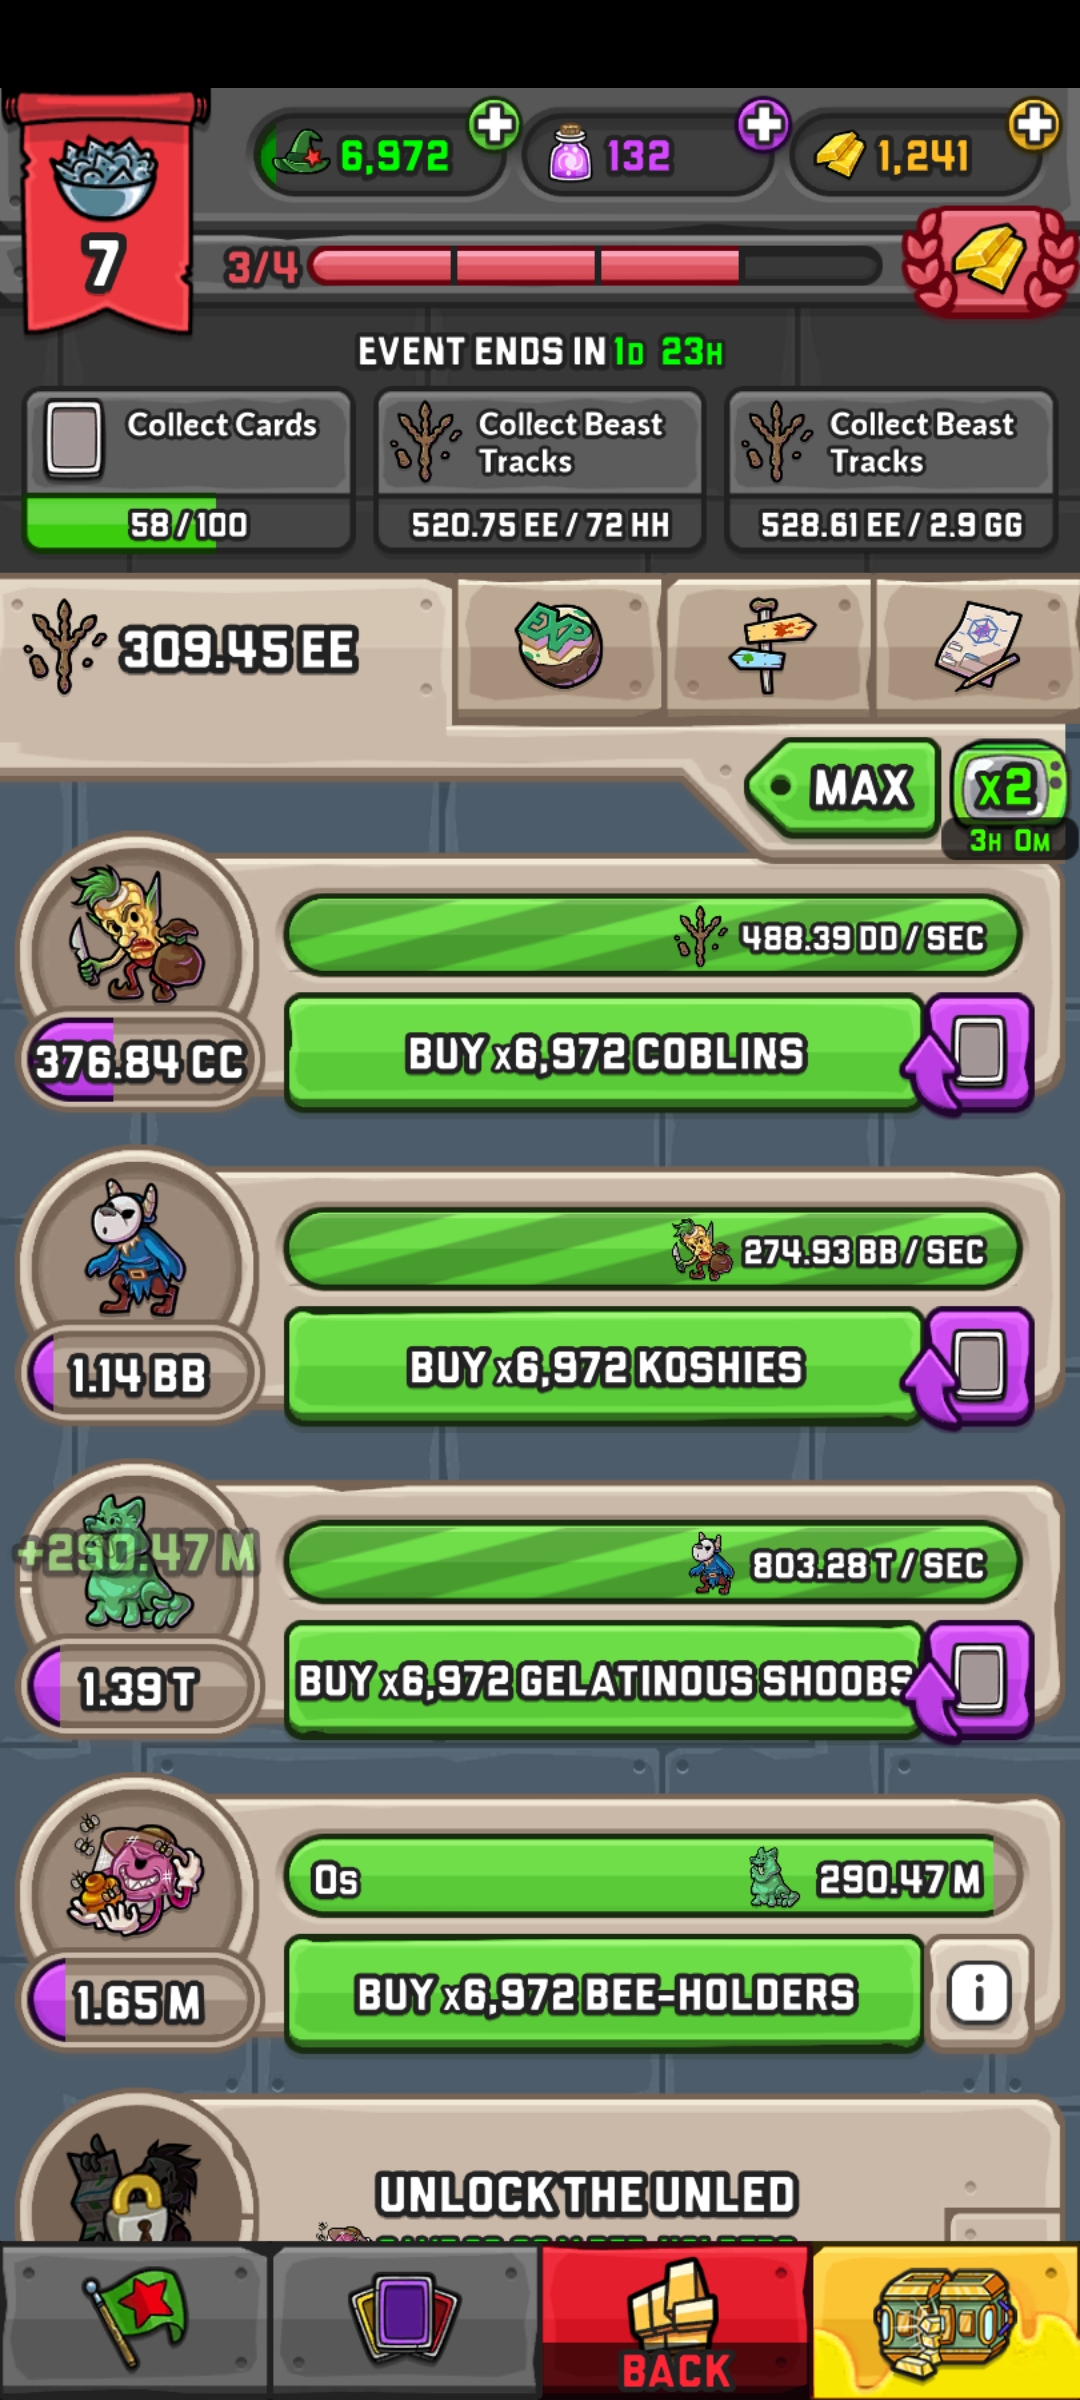 6,972
132
1,241
7
3/4
EVENT ENDS IN 1D 23H
Collect Cards
58 / 100
Collect Beast
Tracks
520.75 EE / 72 HH
Collect Beast
Tracks
528.61 EE / 2.9 GG
309.45 EE
EXP
MAX
x2
3H 0M
488.39 DD / SEC
376.84 CC
BUY x6,972 COBLINS
274.93 BB / SEC
1.14 BB
BUY x6,972 KOSHIES
+290.47 M
803.28 T / SEC
1.39 T
BUY x6,972 GELATINOUS SHOOBS
0s
290.47 M
1.65 M
BUY x6,972 BEE-HOLDERS
i
UNLOCK THE UNLED
BACK